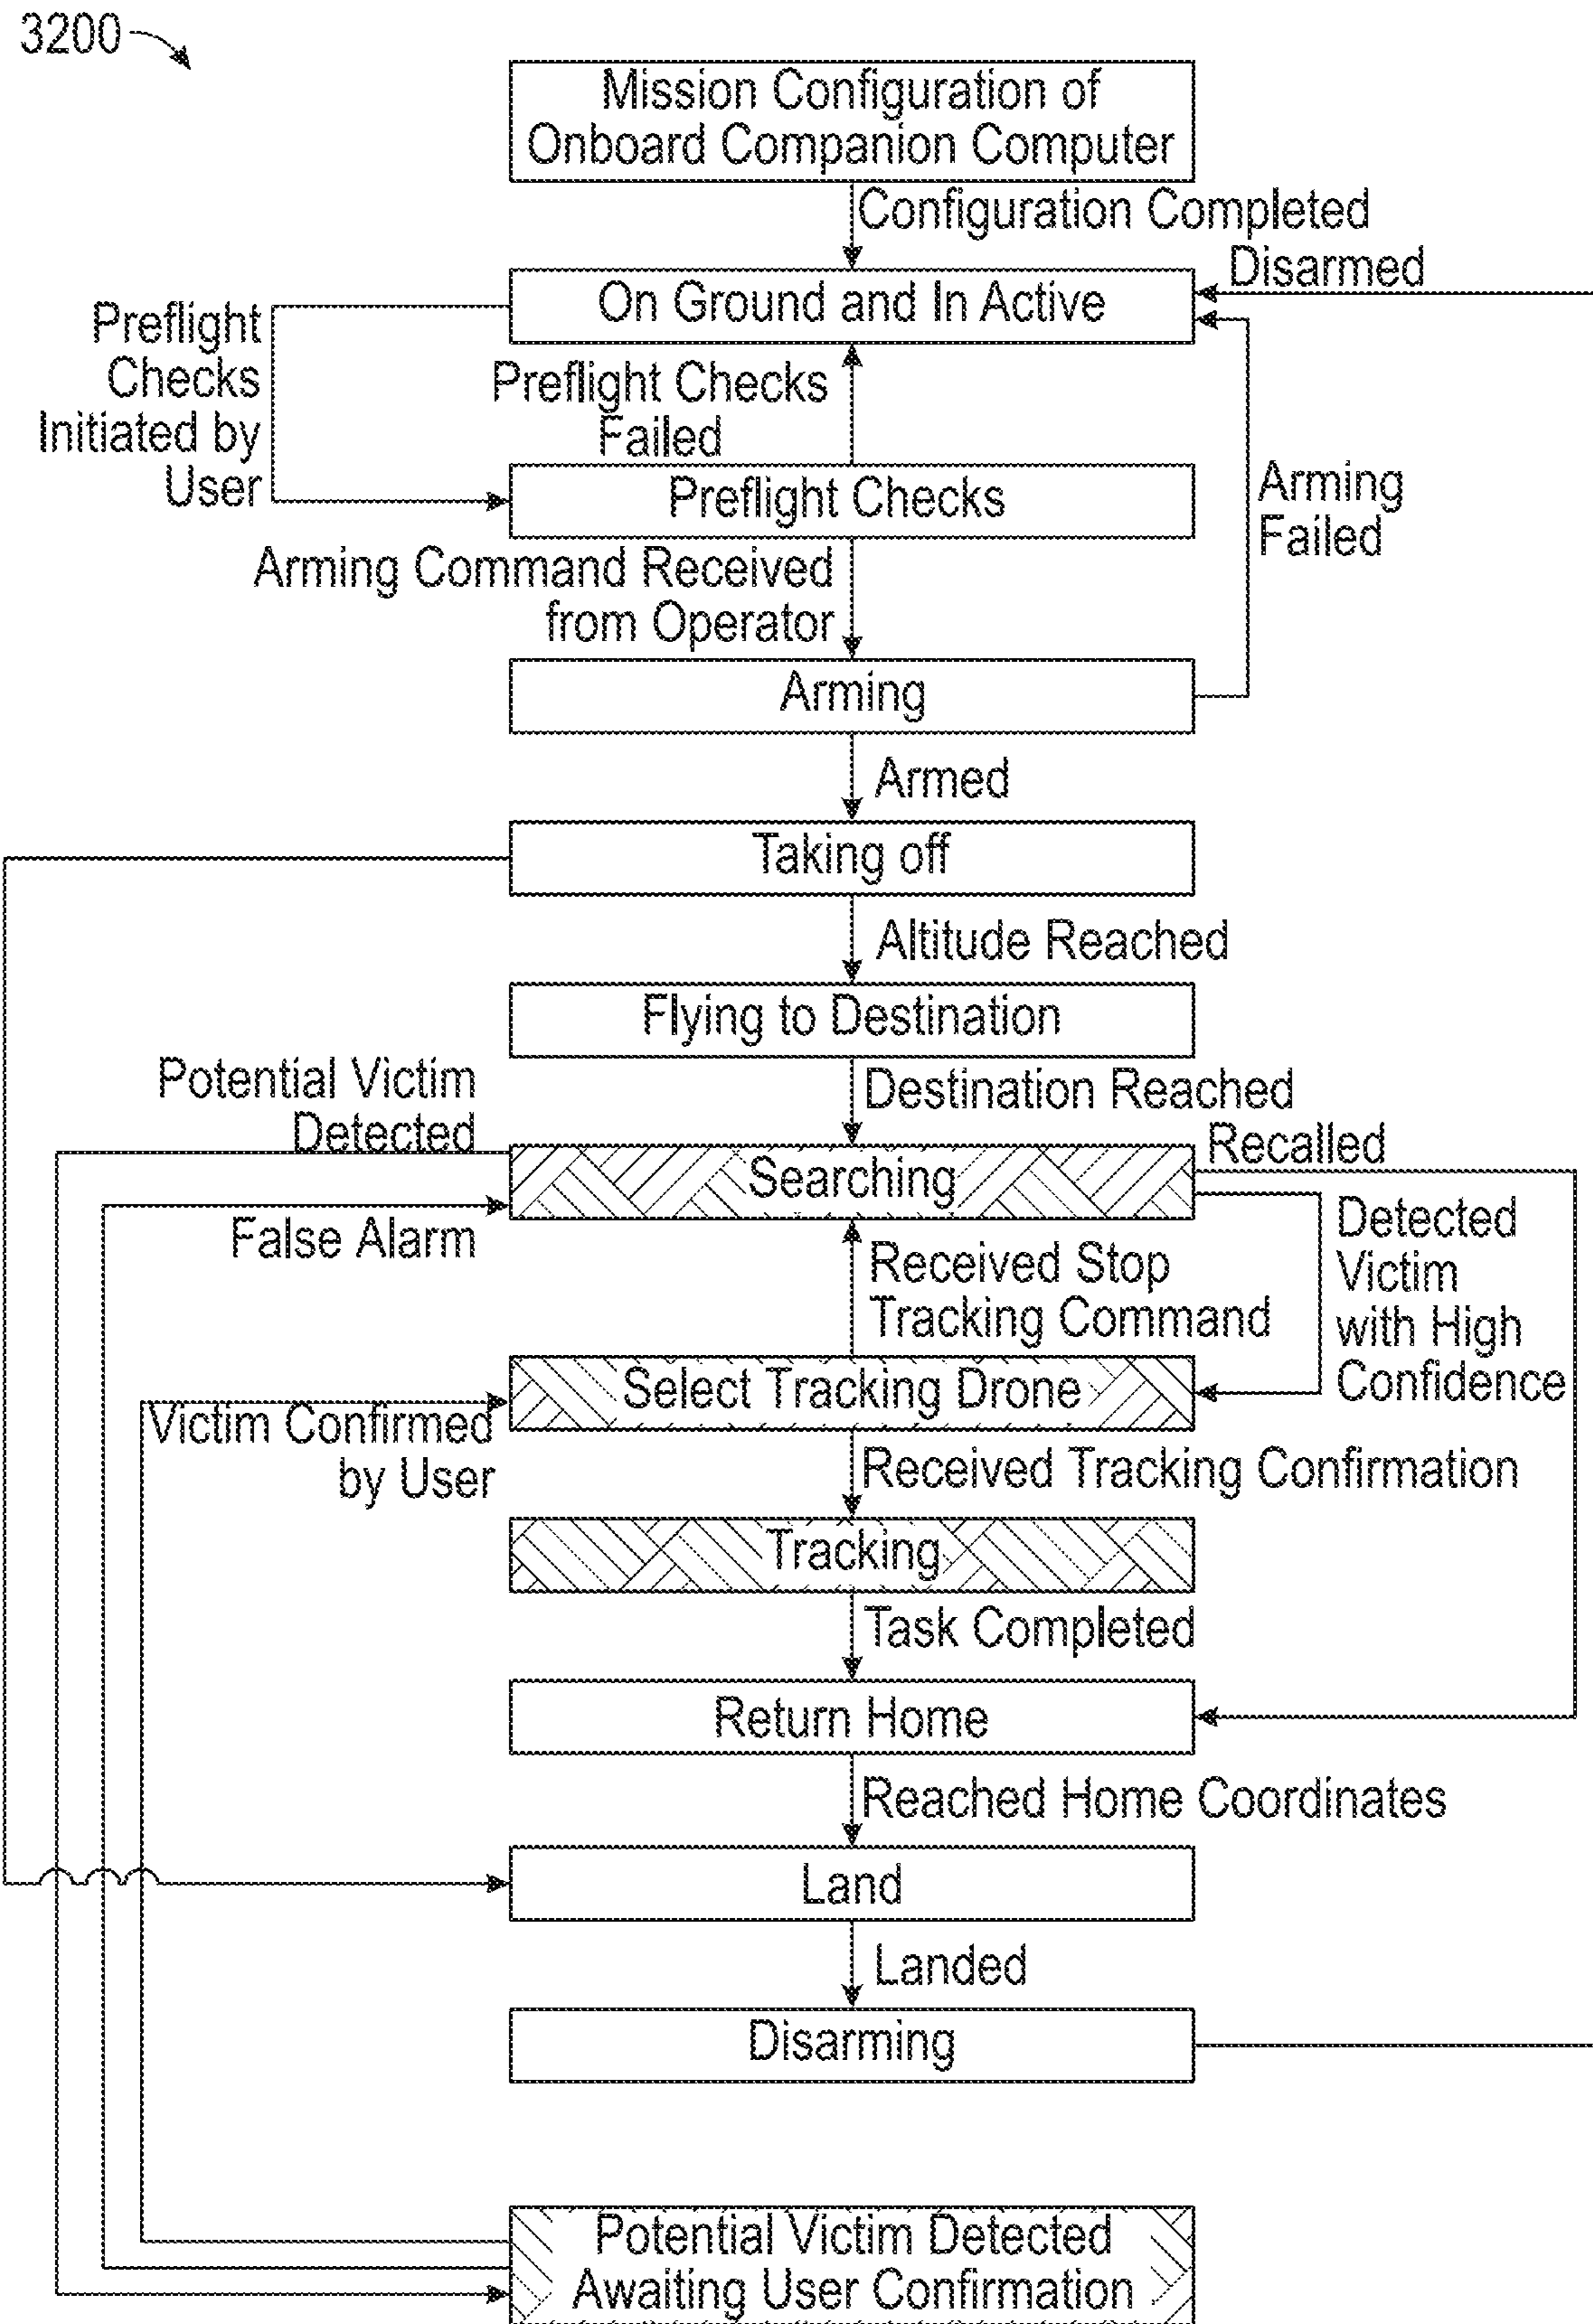 3200
Mission Configuration of
Onboard Companion Computer
Configuration Completed
Disarmed
On Ground and In Active
Preflight
Checks
Initiated by
User
Preflight Checks
Failed
Preflight Checks
Arming
Failed
Arming Command Received
from Operator
Arming
Armed
Taking off
Altitude Reached
Flying to Destination
Potential Victim
Detected
Destination Reached
Recalled
Searching
False Alarm
Detected
Victim
with High
Confidence
Received Stop
Tracking Command
Select Tracking Drone
Victim Confirmed
by User
Received Tracking Confirmation
Tracking
Task Completed
Return Home
Reached Home Coordinates
Land
Landed
Disarming
Potential Victim Detected
Awaiting User Confirmation